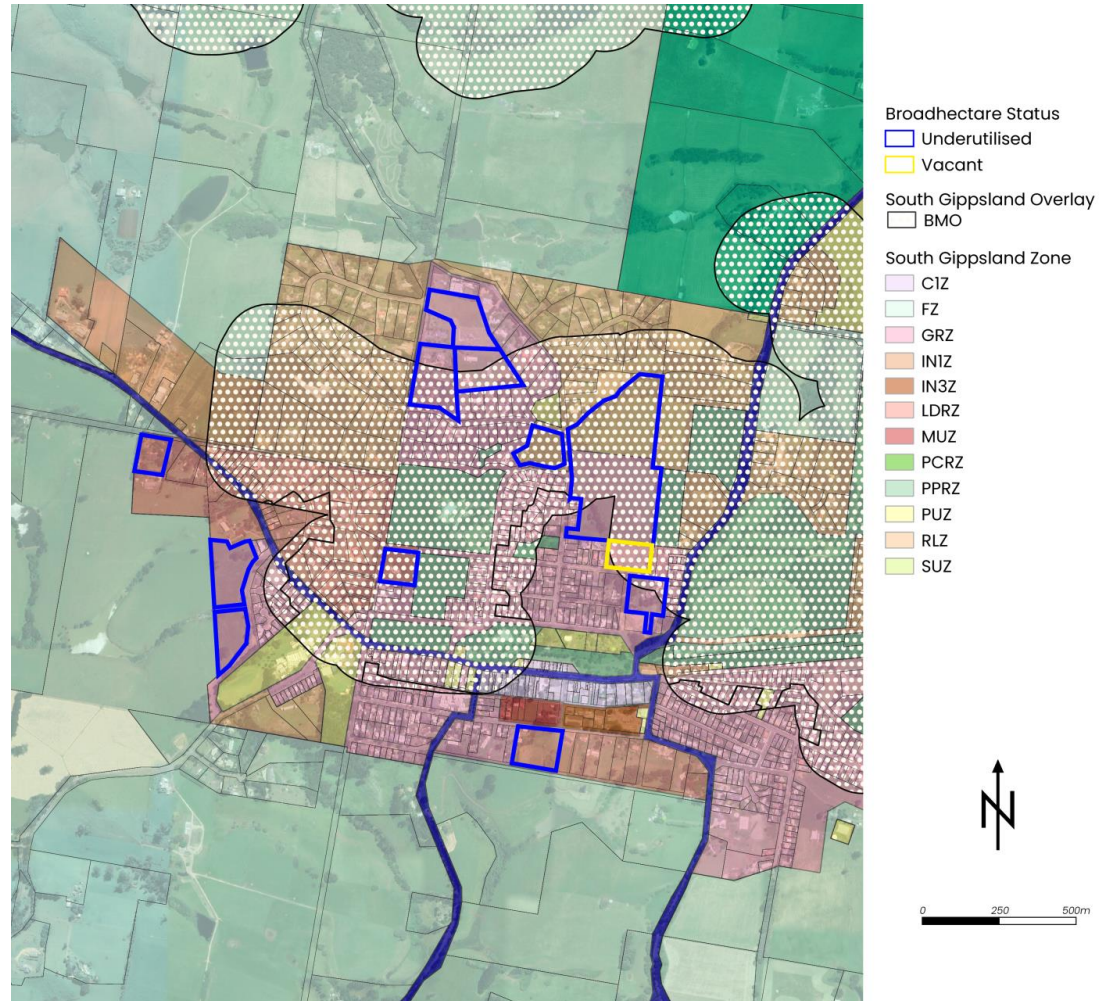 Broadhectare Status
Underutilised
Vacant
South Gippsland Overlay
BMO
South Gippsland Zone
C1Z
FZ
GRZ
IN1Z
IN3Z
LDRZ
MUZ
PCRZ
PPRZ
PUZ
RLZ
SUZ
N
0 250 500m